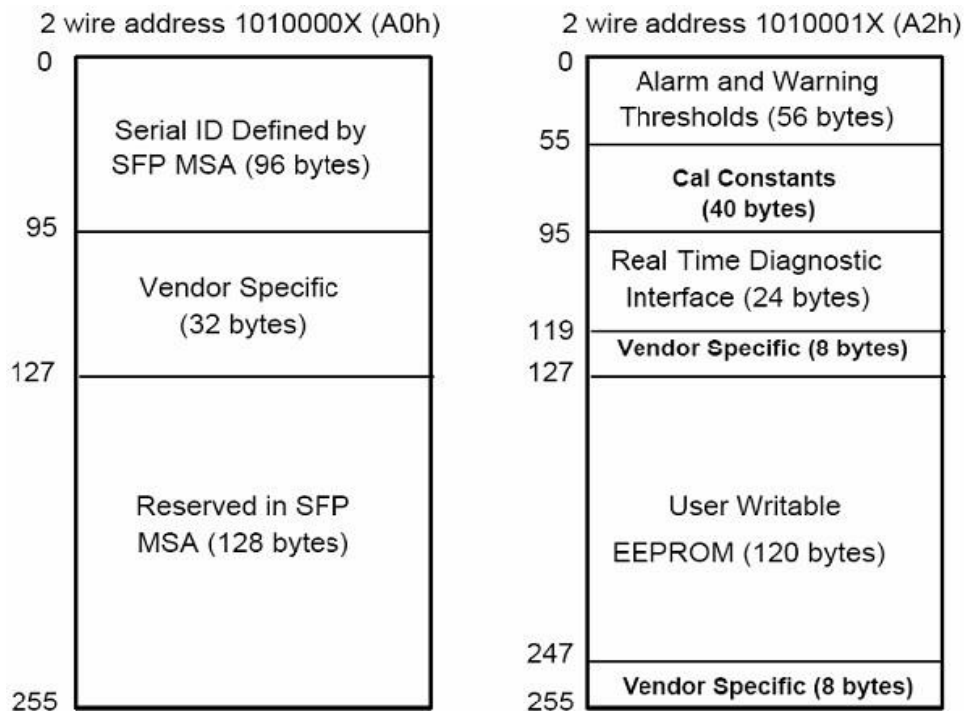 2 wire address 1010000X (A0h)
0
Serial ID Defined by
SFP MSA (96 bytes)
95
Vendor Specific
(32 bytes)
127
Reserved in SFP
MSA (128 bytes)
255
2 wire address 1010001X (A2h)
0
Alarm and Warning
Thresholds (56 bytes)
55
Cal Constants
(40 bytes)
95
Real Time Diagnostic
Interface (24 bytes)
119
Vendor Specific (8 bytes)
127
User Writable
EEPROM (120 bytes)
247
Vendor Specific (8 bytes)
255